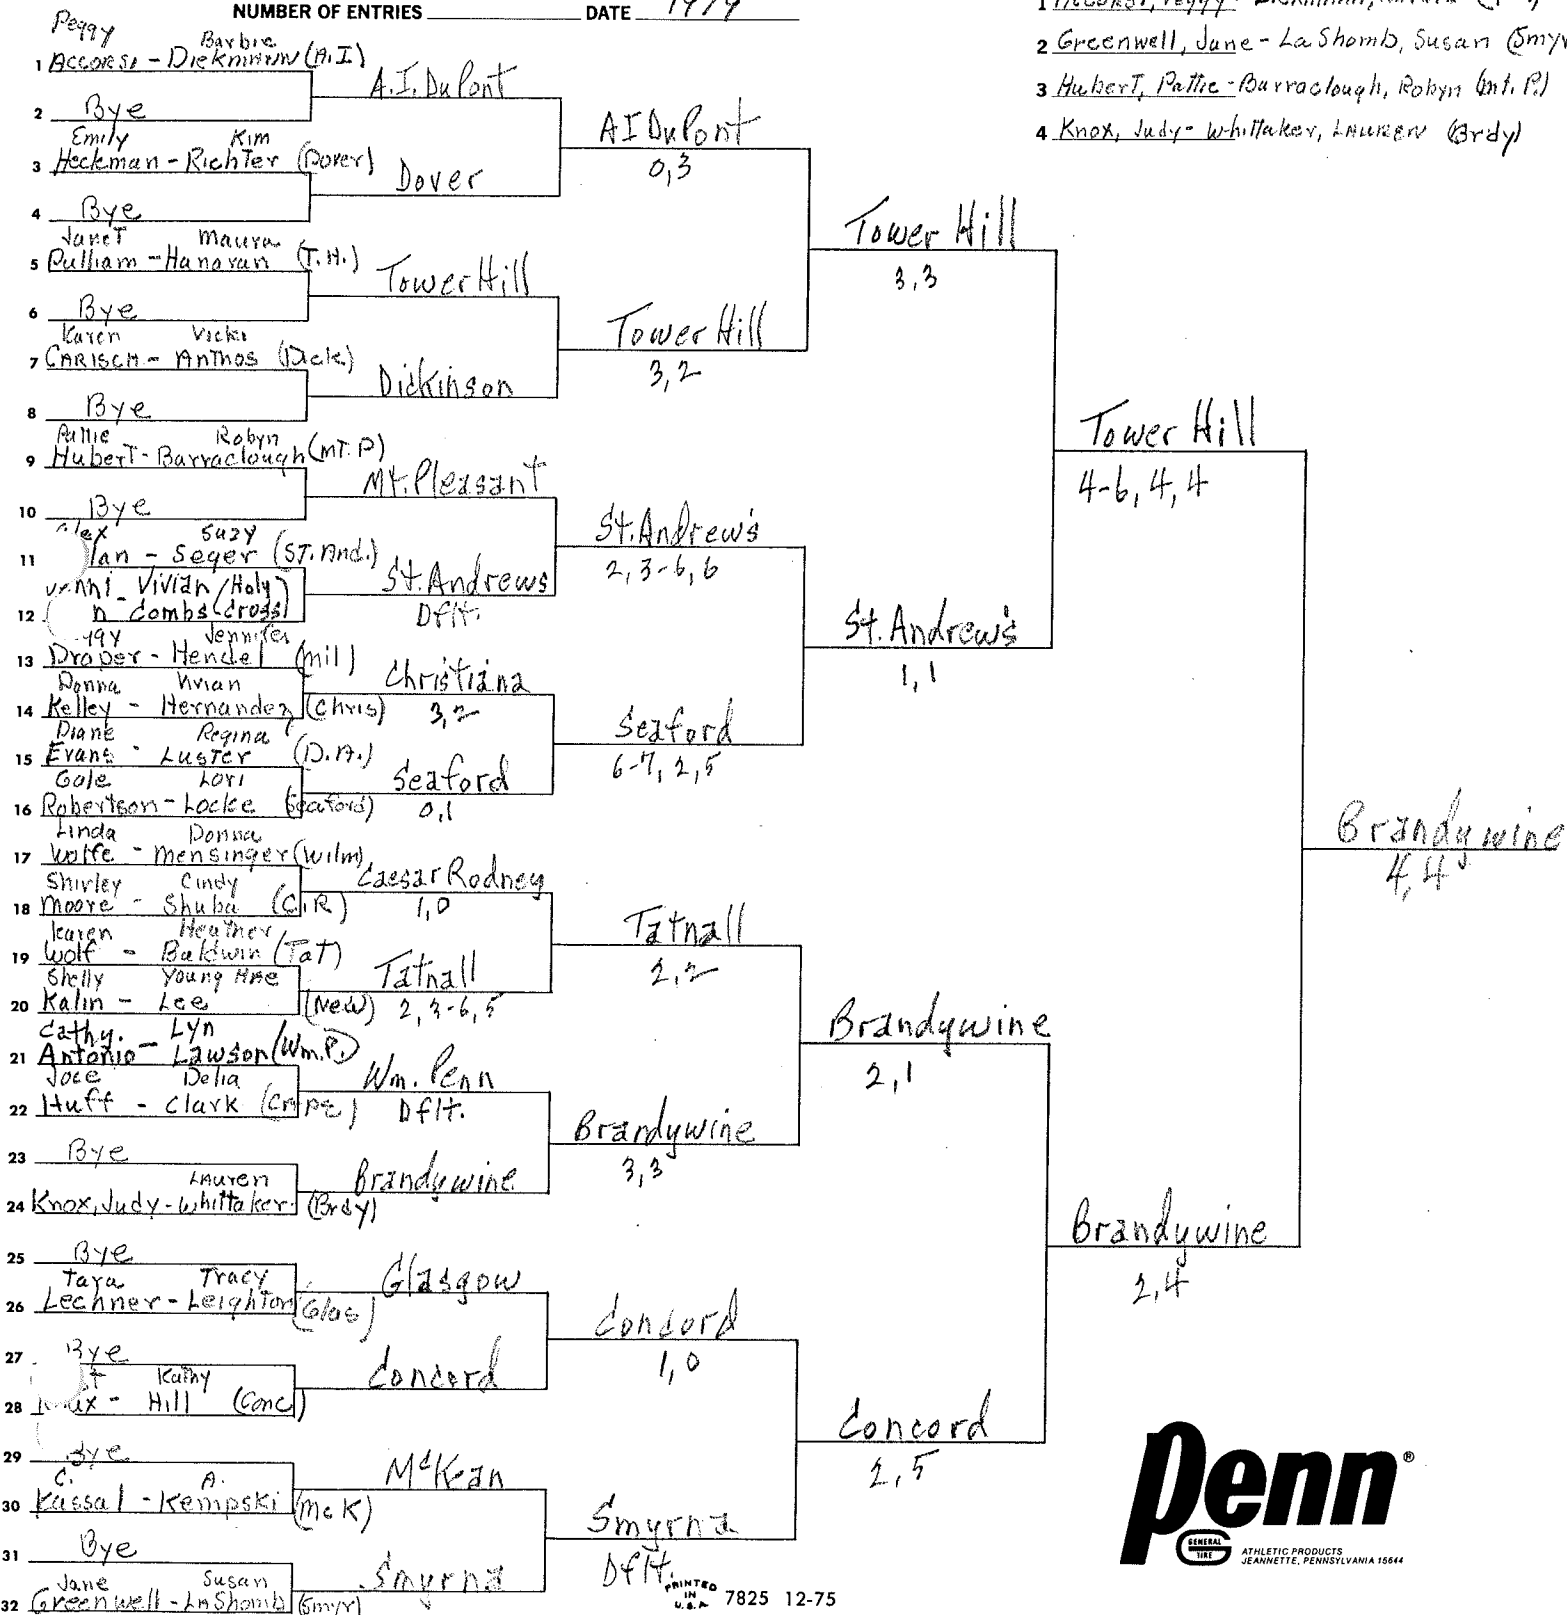 NUMBER OF ENTRIES DATE 1979
2 Greenwell, Jane - LaShomb, Susan (Smyr
3 Hubert, Pattie - Barraclough, Robyn (Mt. P.)
4 Knox, Judy - Whittaker, Lauren (Brdy)
Peggy Barbie
1 Accorsi - Diekmann (A.I)
2 Bye
Emily Kim
3 Heckman - Richter (Dover)
4 Bye
Janet Maura
5 Pulliam - Hanavan (T.H.)
6 Bye
Karen Vicki
7 Carisch - Anthos (Dick)
8 Bye
Pattie Robyn
9 Hubert - Barraclough (Mt. P)
10 Bye
Suzy
11 - Seger (St. And.)
Vivian (Holy
12 Combs Cross)
Jennifer
13 Draper - Hendel (Mil)
Donna Vivian
14 Kelley - Hernandez (Chris)
Diane Regina
15 Evans - Luster (D.A.)
Gale Lori
16 Robertson - Locke (Seaford)
Linda Donna
17 Wolfe - Mensinger (Wilm)
Shirley Cindy
18 Moore - Shuba (C.R)
Karen Heather
19 Wolf - Baldwin (Tat)
Shelly Young Mae
20 Kalin - Lee (New)
Cathy. Lyn
21 Antonio - Lawson (Wm. P.)
Joce Delia
22 Huff - Clark (
23 Bye
Lauren
24 Knox, Judy - Whittaker (Brdy)
25 Bye
Tara Tracy
26 Lechner - Leighton (Glas)
27 Bye
Kathy
28 - Hill (Conc)
29 Bye
C. A.
30 Kassal - Kempski (McK)
31 Bye
Jane Susan
32 Greenwell - LaShomb (Smyr)
A.I. DuPont
Dover
Tower Hill
Dickinson
Mt. Pleasant
St. Andrews
Dflt.
Christiana
3,2
Seaford
0,1
Caesar Rodney
1,0
Tatnall
2, 3-6, 5
Wm. Penn
Dflt.
Brandywine
Glasgow
Concord
McKean
Smyrna
AI DuPont
0,3
Tower Hill
3,2
St. Andrew's
2, 3-6, 6
Seaford
6-7, 2, 5
Tatnall
2,2
Brandywine
3,3
Concord
1,0
Smyrna
Dflt.
Tower Hill
3,3
St. Andrew's
1,1
Brandywine
2,1
Concord
2,5
Tower Hill
4-6, 4, 4
Brandywine
2,4
Brandywine
4,4
Penn®
GENERAL TIRE
ATHLETIC PRODUCTS
JEANNETTE, PENNSYLVANIA 15644
PRINTED IN U.S.A. 7825 12-75